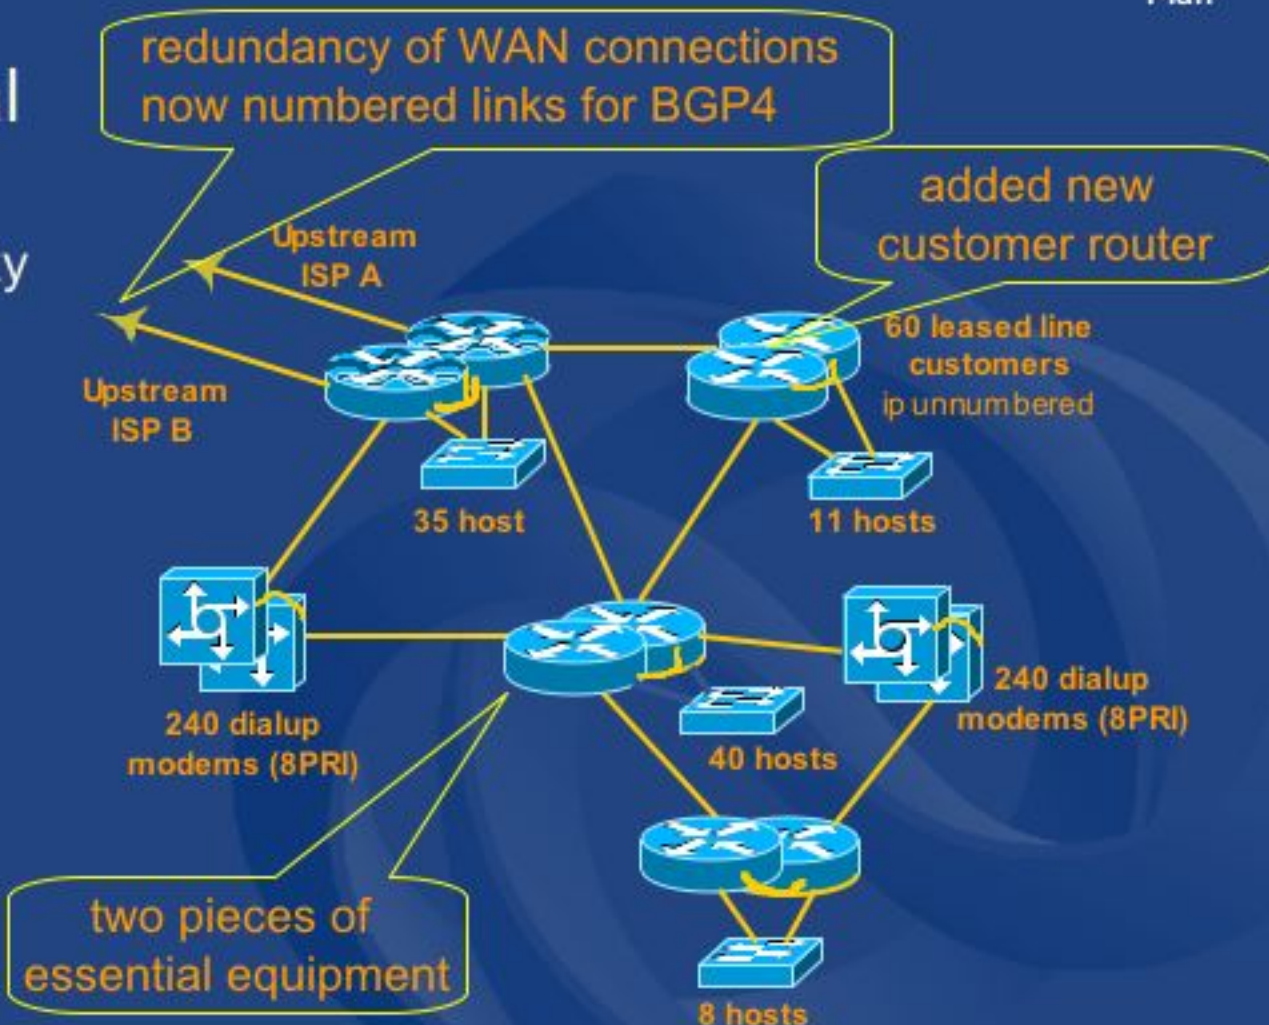 redundancy of WAN connections
now numbered links for BGP4
added new
customer router
Upstream
ISP A
60 leased line
customers
ip unnumbered
Upstream
ISP B
35 host
11 hosts
240 dialup
modems (8PRI)
240 dialup
modems (8PRI)
40 hosts
two pieces of
essential equipment
8 hosts